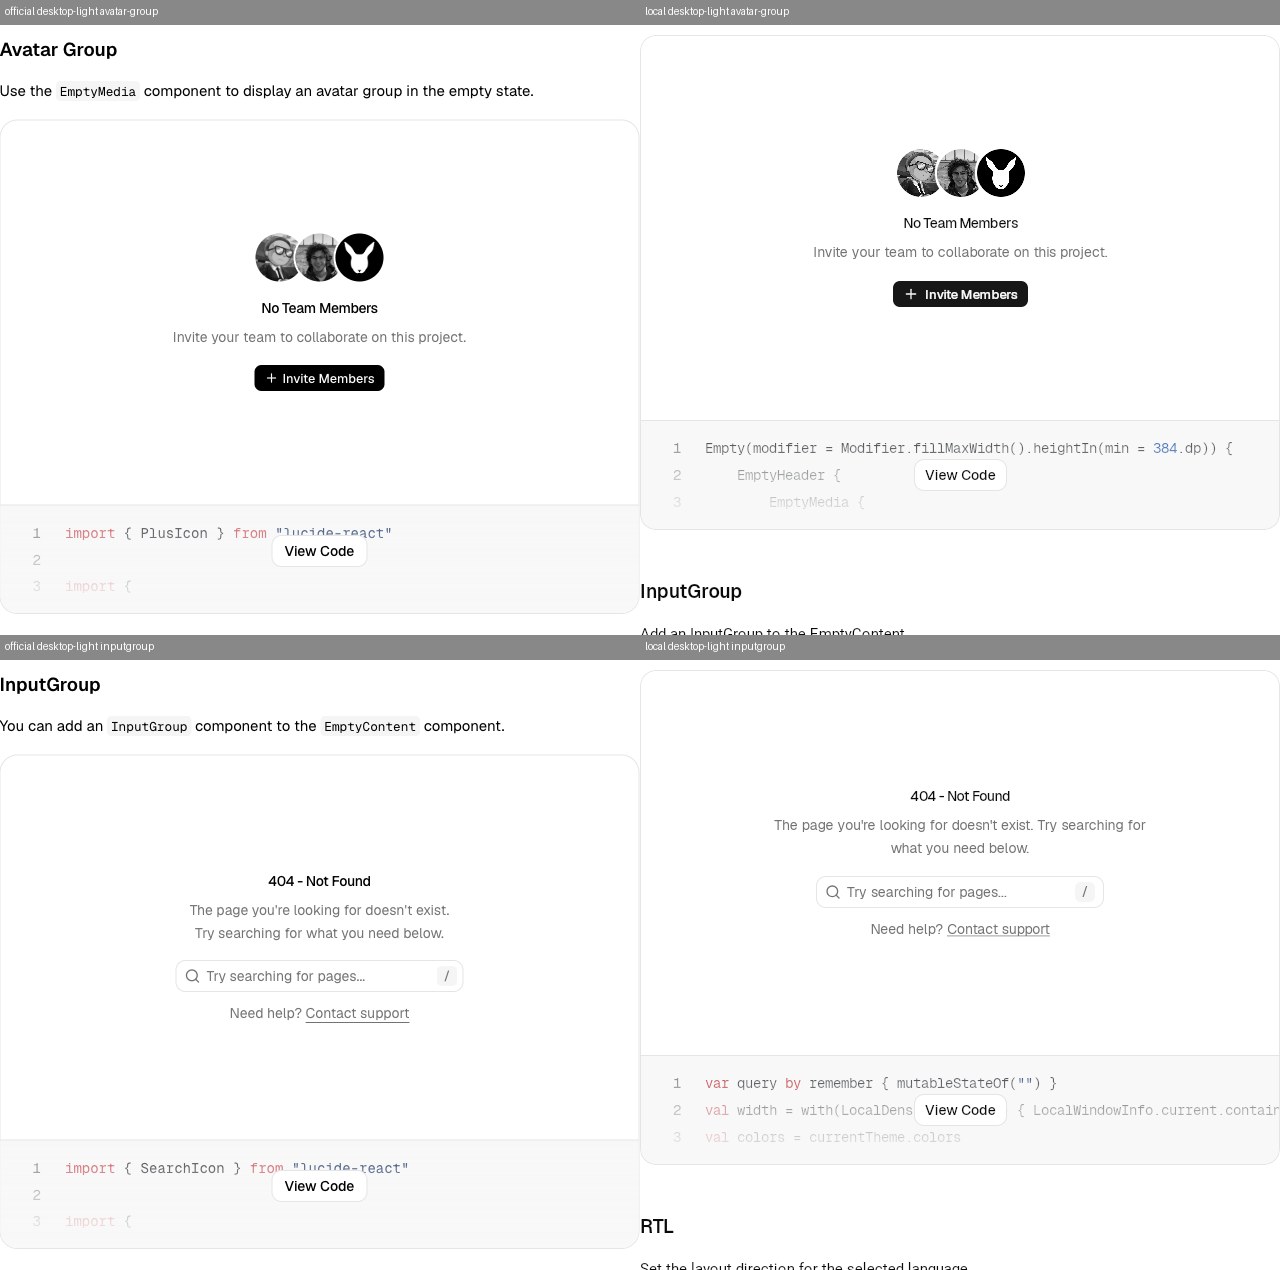 official desktop-light avatar-group
Avatar Group
Use the EmptyMedia component to display an avatar group in the empty state.
No Team Members
Invite your team to collaborate on this project.
+ Invite Members
1 import { PlusIcon } from "lucide-react"
2
View Code
3 import {
local desktop-light avatar-group
No Team Members
Invite your team to collaborate on this project.
+ Invite Members
1 Empty(modifier = Modifier.fillMaxWidth().heightIn(min = 384.dp)) {
2 EmptyHeader {
View Code
3 EmptyMedia {
InputGroup
Add an InputGroup to the EmptyContent
official desktop-light inputgroup
InputGroup
You can add an InputGroup component to the EmptyContent component.
404 - Not Found
The page you're looking for doesn't exist.
Try searching for what you need below.
Try searching for pages... /
Need help? Contact support
1 import { SearchIcon } from "lucide-react"
2
View Code
3 import {
local desktop-light inputgroup
404 - Not Found
The page you're looking for doesn't exist. Try searching for
what you need below.
Try searching for pages... /
Need help? Contact support
1 var query by remember { mutableStateOf("") }
2 val width = with(LocalDens View Code { LocalWindowInfo.current.contain
3 val colors = currentTheme.colors
RTL
Set the layout direction for the selected language